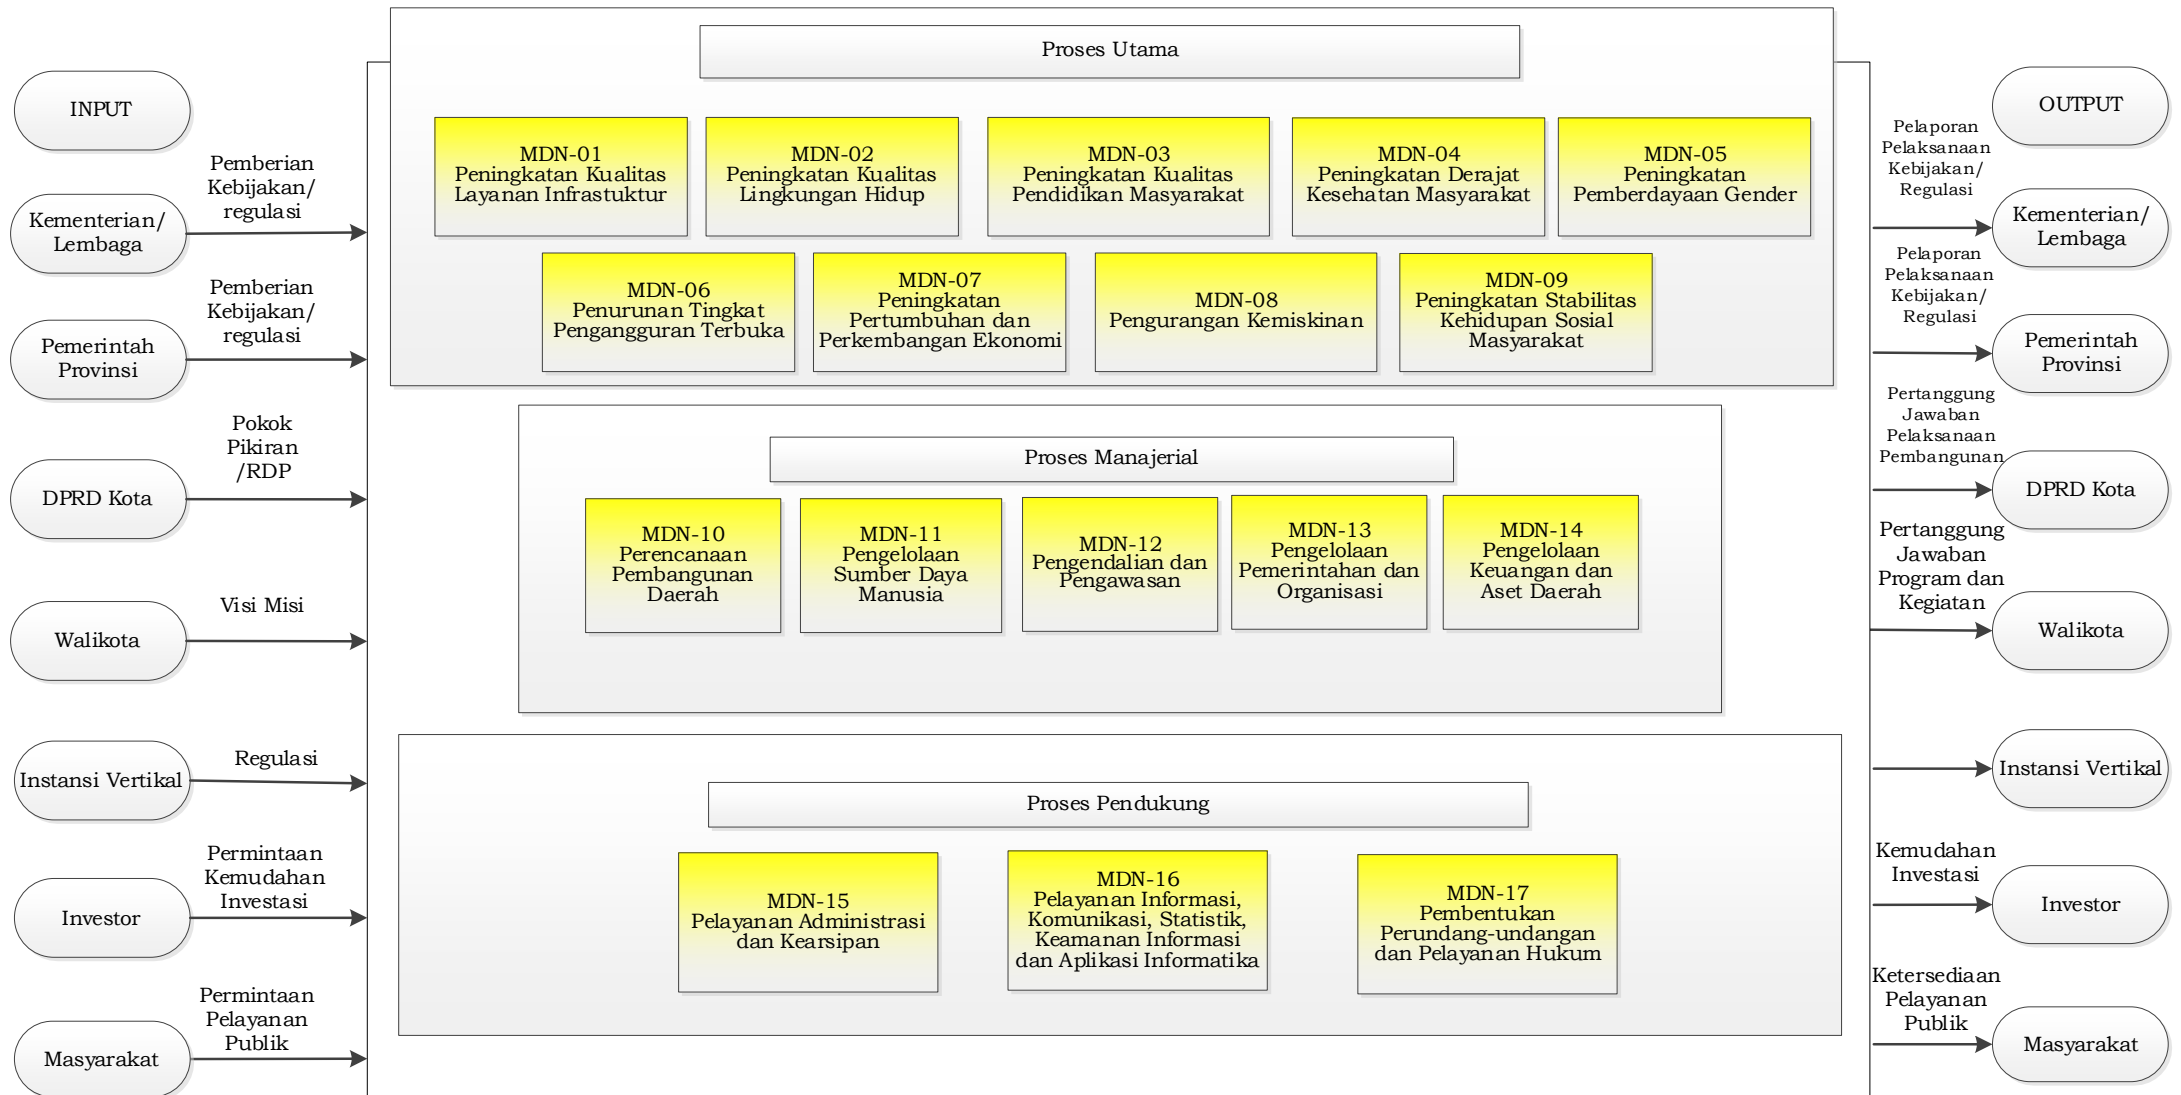 INPUT
Pemberian
Kebijakan/
regulasi
Kementerian/
Lembaga
Pemberian
Kebijakan/
regulasi
Pemerintah
Provinsi
Pokok
Pikiran
/RDP
DPRD Kota
Visi Misi
Walikota
Regulasi
Instansi Vertikal
Permintaan
Kemudahan
Investasi
Investor
Permintaan
Pelayanan
Publik
Masyarakat
Proses Utama
MDN-01
Peningkatan Kualitas
Layanan Infrastuktur
MDN-02
Peningkatan Kualitas
Lingkungan Hidup
MDN-03
Peningkatan Kualitas
Pendidikan Masyarakat
MDN-04
Peningkatan Derajat
Kesehatan Masyarakat
MDN-05
Peningkatan
Pemberdayaan Gender
MDN-06
Penurunan Tingkat
Pengangguran Terbuka
MDN-07
Peningkatan
Pertumbuhan dan
Perkembangan Ekonomi
MDN-08
Pengurangan Kemiskinan
MDN-09
Peningkatan Stabilitas
Kehidupan Sosial
Masyarakat
Proses Manajerial
MDN-10
Perencanaan
Pembangunan
Daerah
MDN-11
Pengelolaan
Sumber Daya
Manusia
MDN-12
Pengendalian dan
Pengawasan
MDN-13
Pengelolaan
Pemerintahan dan
Organisasi
MDN-14
Pengelolaan
Keuangan dan
Aset Daerah
Proses Pendukung
MDN-15
Pelayanan Administrasi
dan Kearsipan
MDN-16
Pelayanan Informasi,
Komunikasi, Statistik,
Keamanan Informasi
dan Aplikasi Informatika
MDN-17
Pembentukan
Perundang-undangan
dan Pelayanan Hukum
OUTPUT
Pelaporan
Pelaksanaan
Kebijakan/
Regulasi
Kementerian/
Lembaga
Pelaporan
Pelaksanaan
Kebijakan/
Regulasi
Pemerintah
Provinsi
Pertanggung
Jawaban
Pelaksanaan
Pembangunan
DPRD Kota
Pertanggung
Jawaban
Program dan
Kegiatan
Walikota
Instansi Vertikal
Kemudahan
Investasi
Investor
Ketersediaan
Pelayanan
Publik
Masyarakat